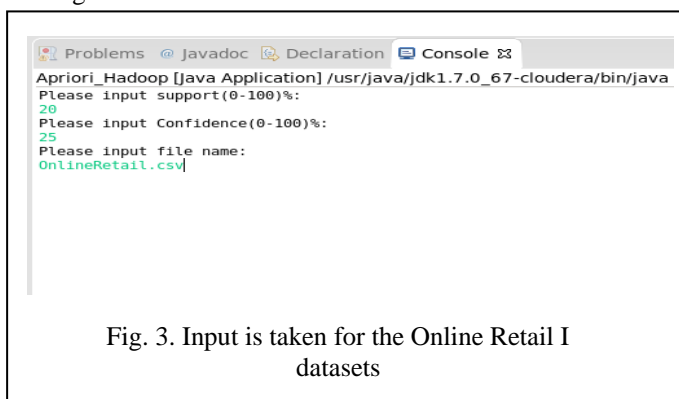 Problems @ Javadoc Declaration Console
Apriori_Hadoop [Java Application] /usr/java/jdk1.7.0_67-cloudera/bin/java
Please input support(0-100)%:
20
Please input Confidence(0-100)%:
25
Please input file name:
OnlineRetail.csv
Fig. 3. Input is taken for the Online Retail I
datasets